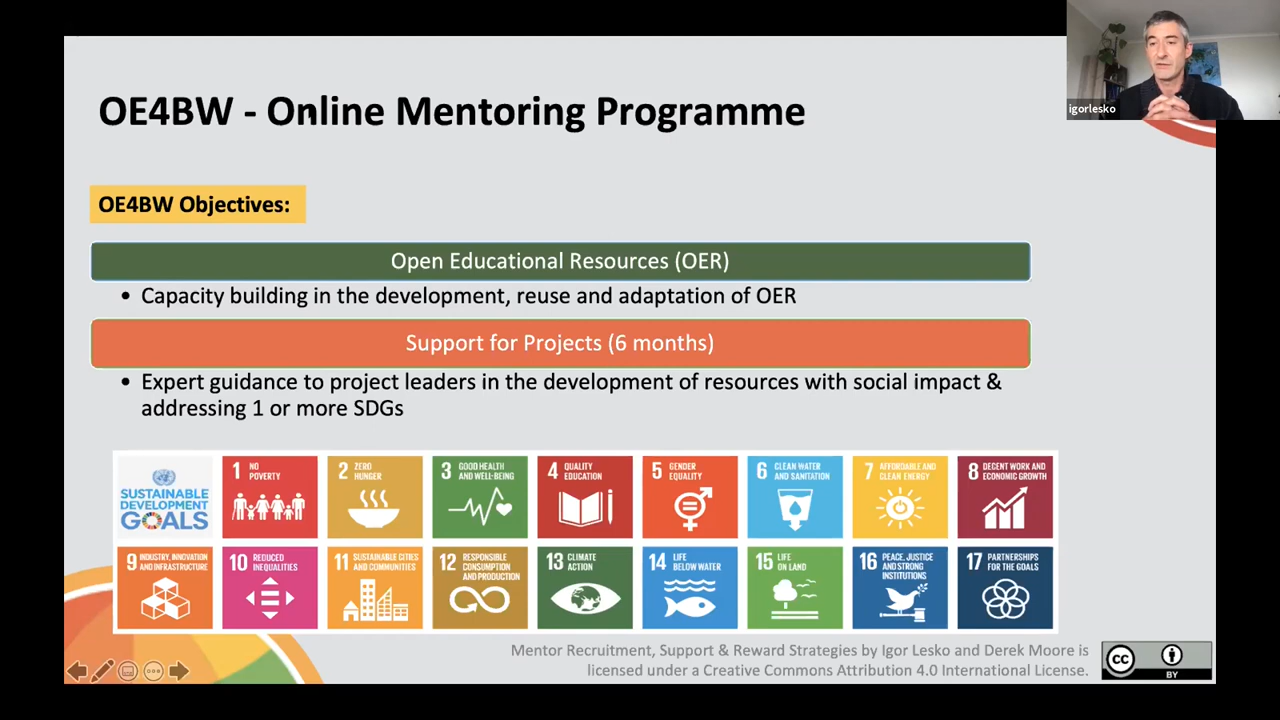 igorlesko
OE4BW - Online Mentoring Programme
OE4BW Objectives:
Open Educational Resources (OER)
• Capacity building in the development, reuse and adaptation of OER
Support for Projects (6 months)
• Expert guidance to project leaders in the development of resources with social impact &
addressing 1 or more SDGs
SUSTAINABLE
DEVELOPMENT
GOALS
1 NO
POVERTY
2 ZERO
HUNGER
3 GOOD HEALTH
AND WELL-BEING
4 QUALITY
EDUCATION
5 GENDER
EQUALITY
6 CLEAN WATER
AND SANITATION
7 AFFORDABLE AND
CLEAN ENERGY
8 DECENT WORK AND
ECONOMIC GROWTH
9 INDUSTRY, INNOVATION
AND INFRASTRUCTURE
10 REDUCED
INEQUALITIES
11 SUSTAINABLE CITIES
AND COMMUNITIES
12 RESPONSIBLE
CONSUMPTION
AND PRODUCTION
13 CLIMATE
ACTION
14 LIFE
BELOW WATER
15 LIFE
ON LAND
16 PEACE, JUSTICE
AND STRONG
INSTITUTIONS
17 PARTNERSHIPS
FOR THE GOALS
Mentor Recruitment, Support & Reward Strategies by Igor Lesko and Derek Moore is
licensed under a Creative Commons Attribution 4.0 International License.
cc
BY